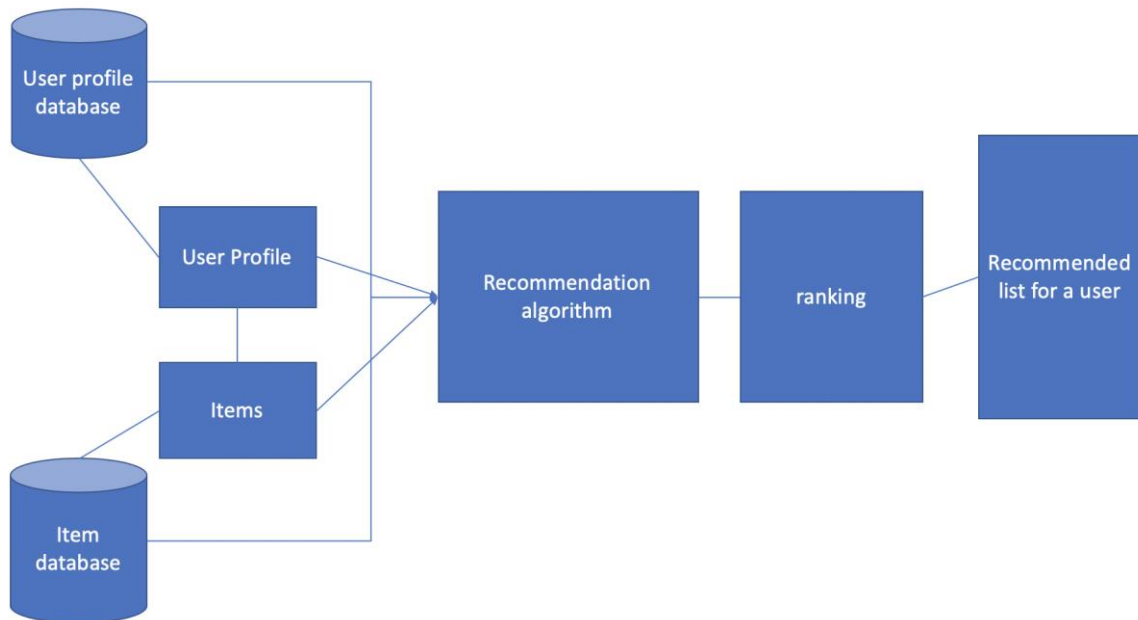 User profile
database
User Profile
Items
Item
database
Recommendation
algorithm
ranking
Recommended
list for a user